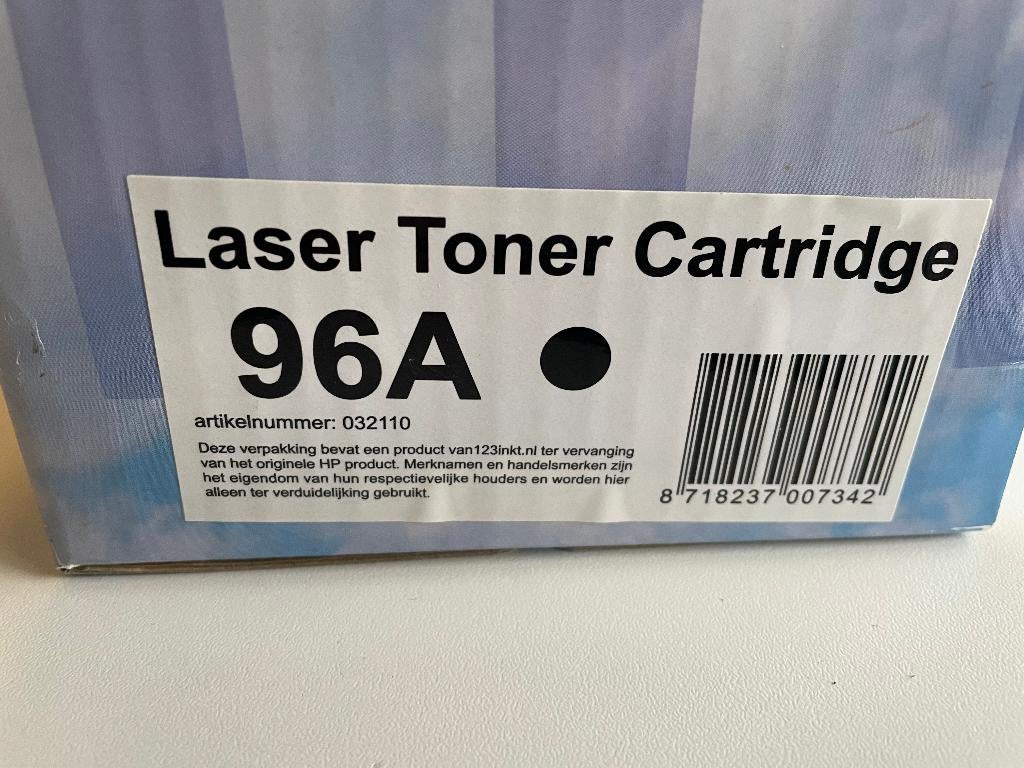 Laser Toner Cartridge
96A
artikelnummer: 032110
Deze verpakking bevat een product van123inkt.nl ter vervanging
van het originele HP product. Merknamen en handelsmerken zijn
het eigendom van hun respectievelijke houders en worden hier
alleen ter verduidelijking gebruikt.
8 718237 007342